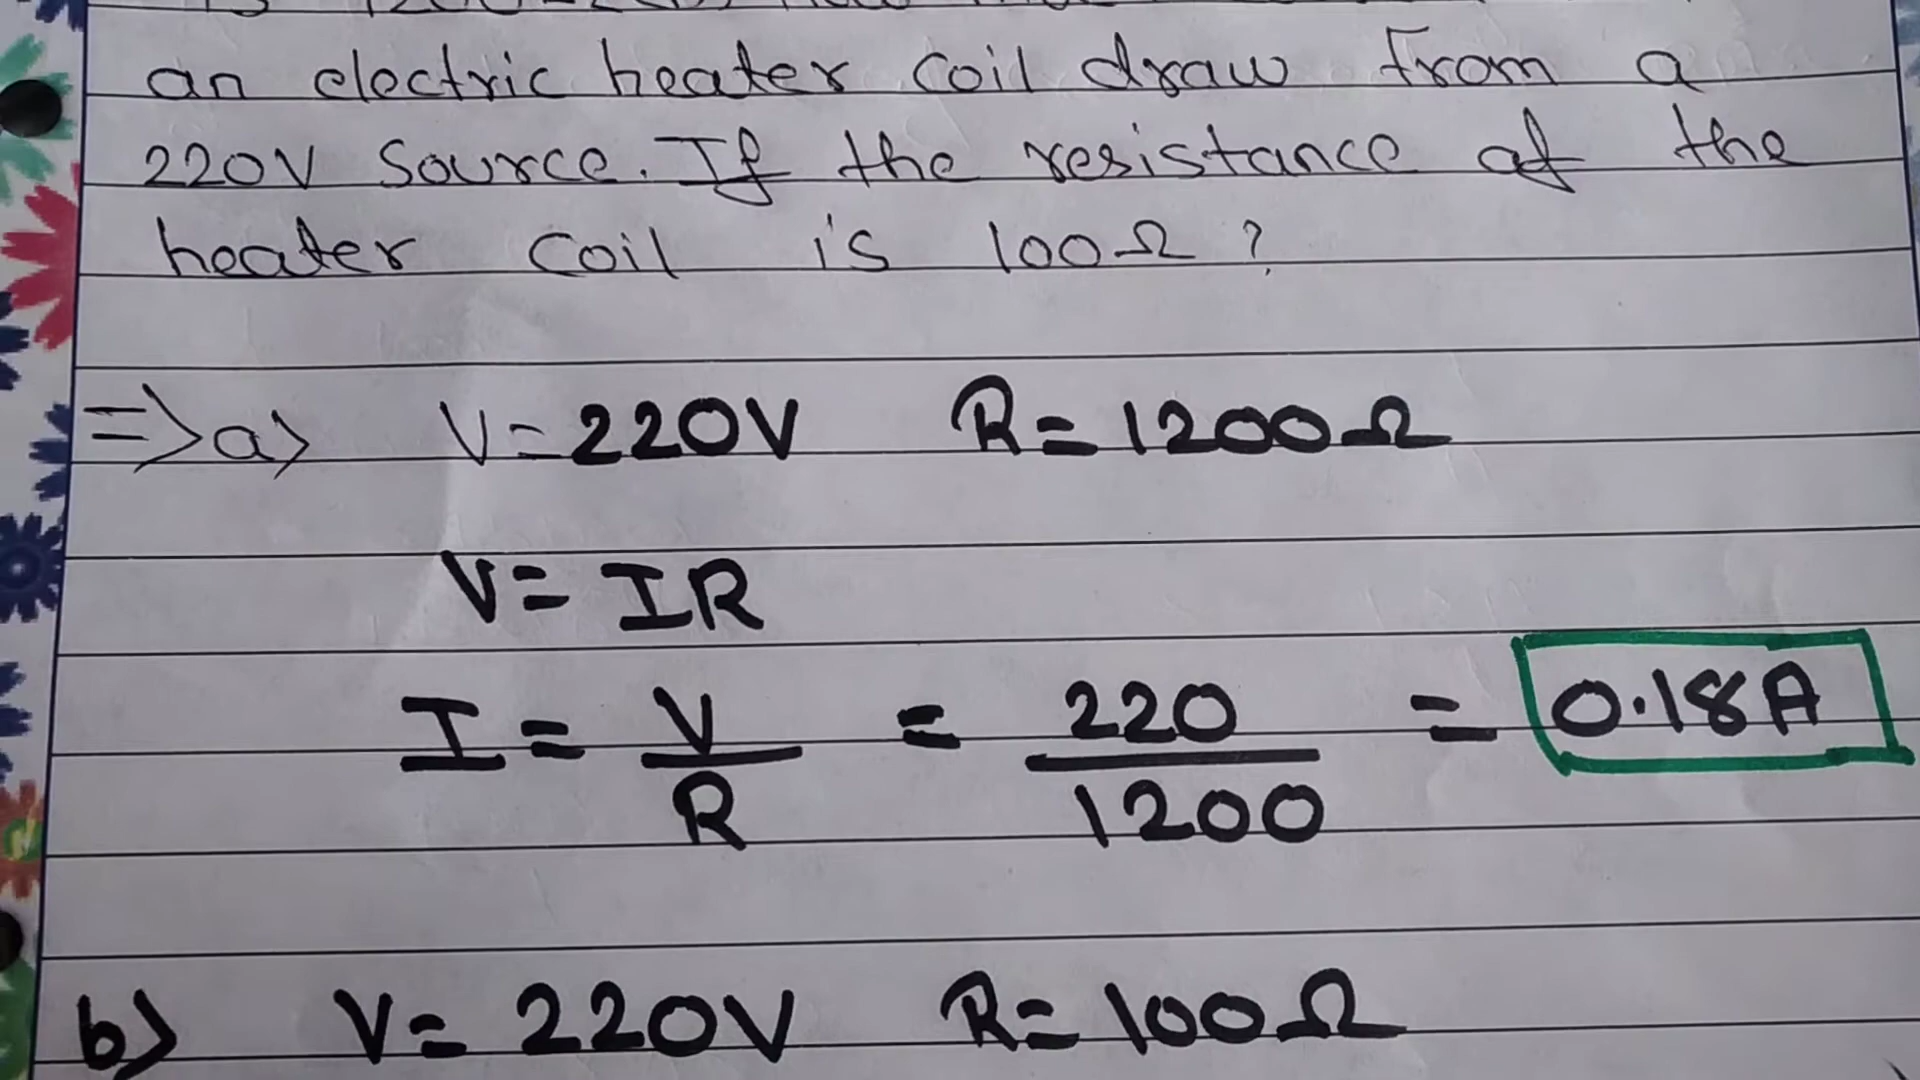 an electric heater coil draw from a
220V Source. If the resistance of the
heater coil is 100Ω ?
=> a> V = 220V R = 1200Ω
V = IR
I = V/R = 220/1200 = 0.18A
b> V = 220V R = 100Ω